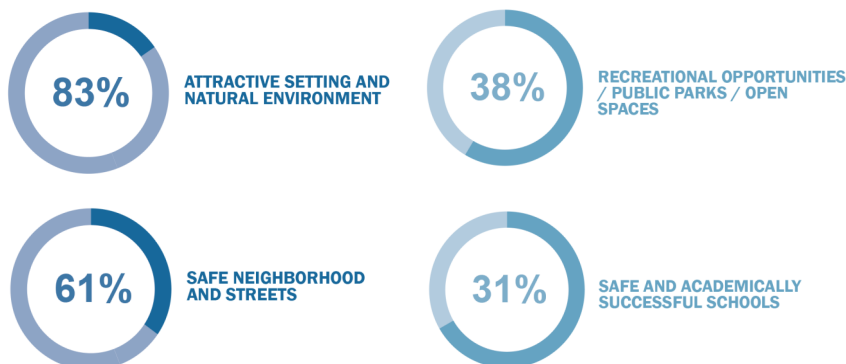 83%
ATTRACTIVE SETTING AND
NATURAL ENVIRONMENT
38%
RECREATIONAL OPPORTUNITIES
/ PUBLIC PARKS / OPEN
SPACES
61%
SAFE NEIGHBORHOOD
AND STREETS
31%
SAFE AND ACADEMICALLY
SUCCESSFUL SCHOOLS